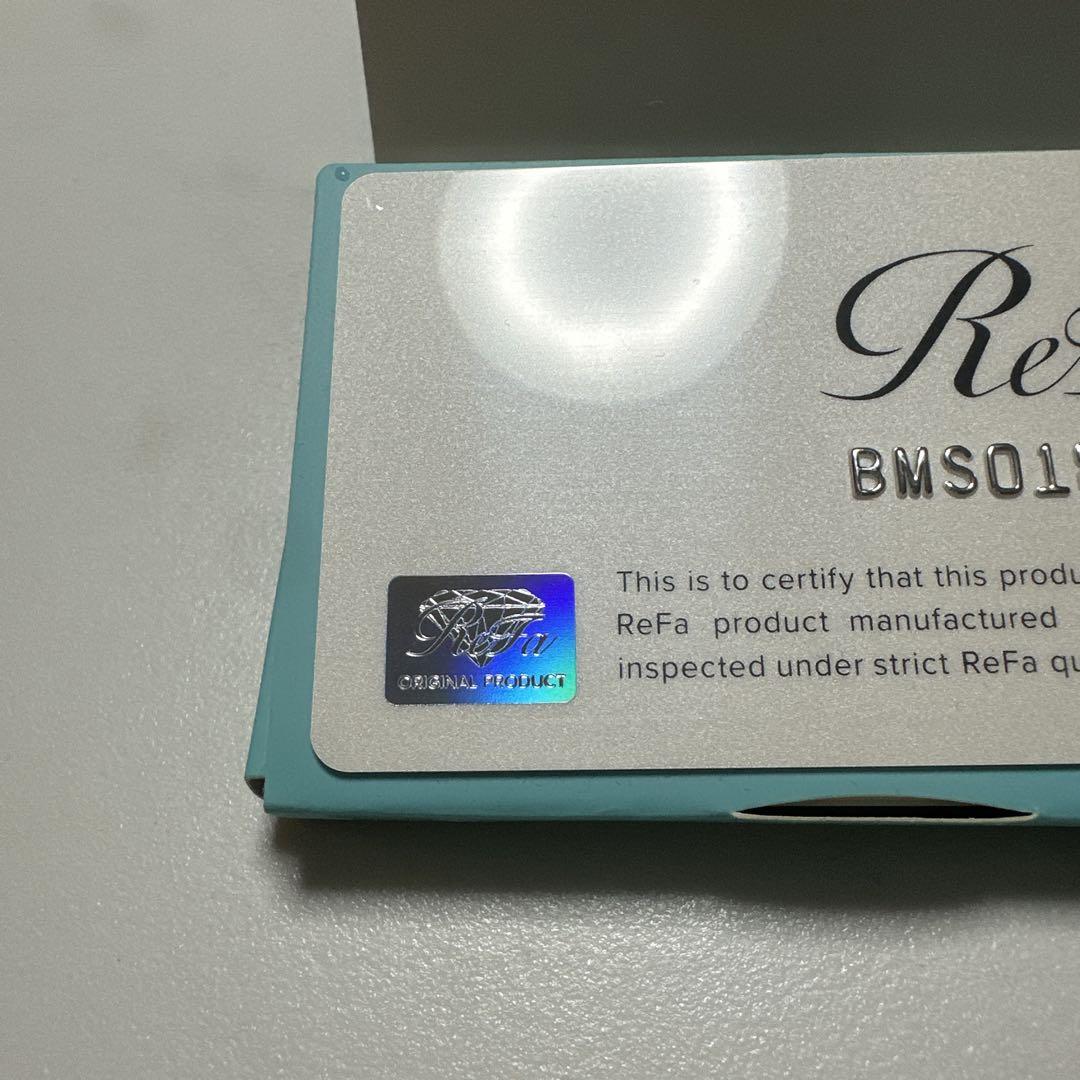 ReFa
BMS01
This is to certify that this produ
ReFa product manufactured
inspected under strict ReFa qu
ReFa
ORIGINAL PRODUCT